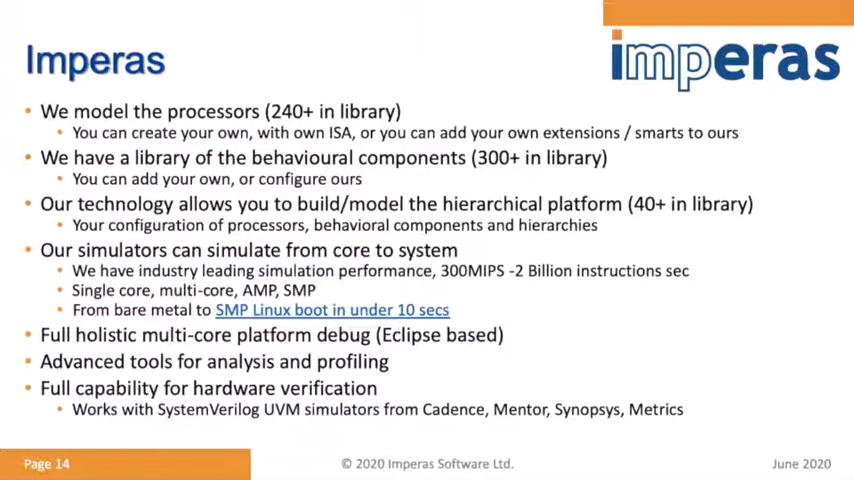 Imperas
imperas
• We model the processors (240+ in library)
• You can create your own, with own ISA, or you can add your own extensions / smarts to ours
• We have a library of the behavioural components (300+ in library)
• You can add your own, or configure ours
• Our technology allows you to build/model the hierarchical platform (40+ in library)
• Your configuration of processors, behavioral components and hierarchies
• Our simulators can simulate from core to system
• We have industry leading simulation performance, 300MIPS -2 Billion instructions sec
• Single core, multi-core, AMP, SMP
• From bare metal to SMP Linux boot in under 10 secs
• Full holistic multi-core platform debug (Eclipse based)
• Advanced tools for analysis and profiling
• Full capability for hardware verification
• Works with SystemVerilog UVM simulators from Cadence, Mentor, Synopsys, Metrics
Page 14
© 2020 Imperas Software Ltd.
June 2020